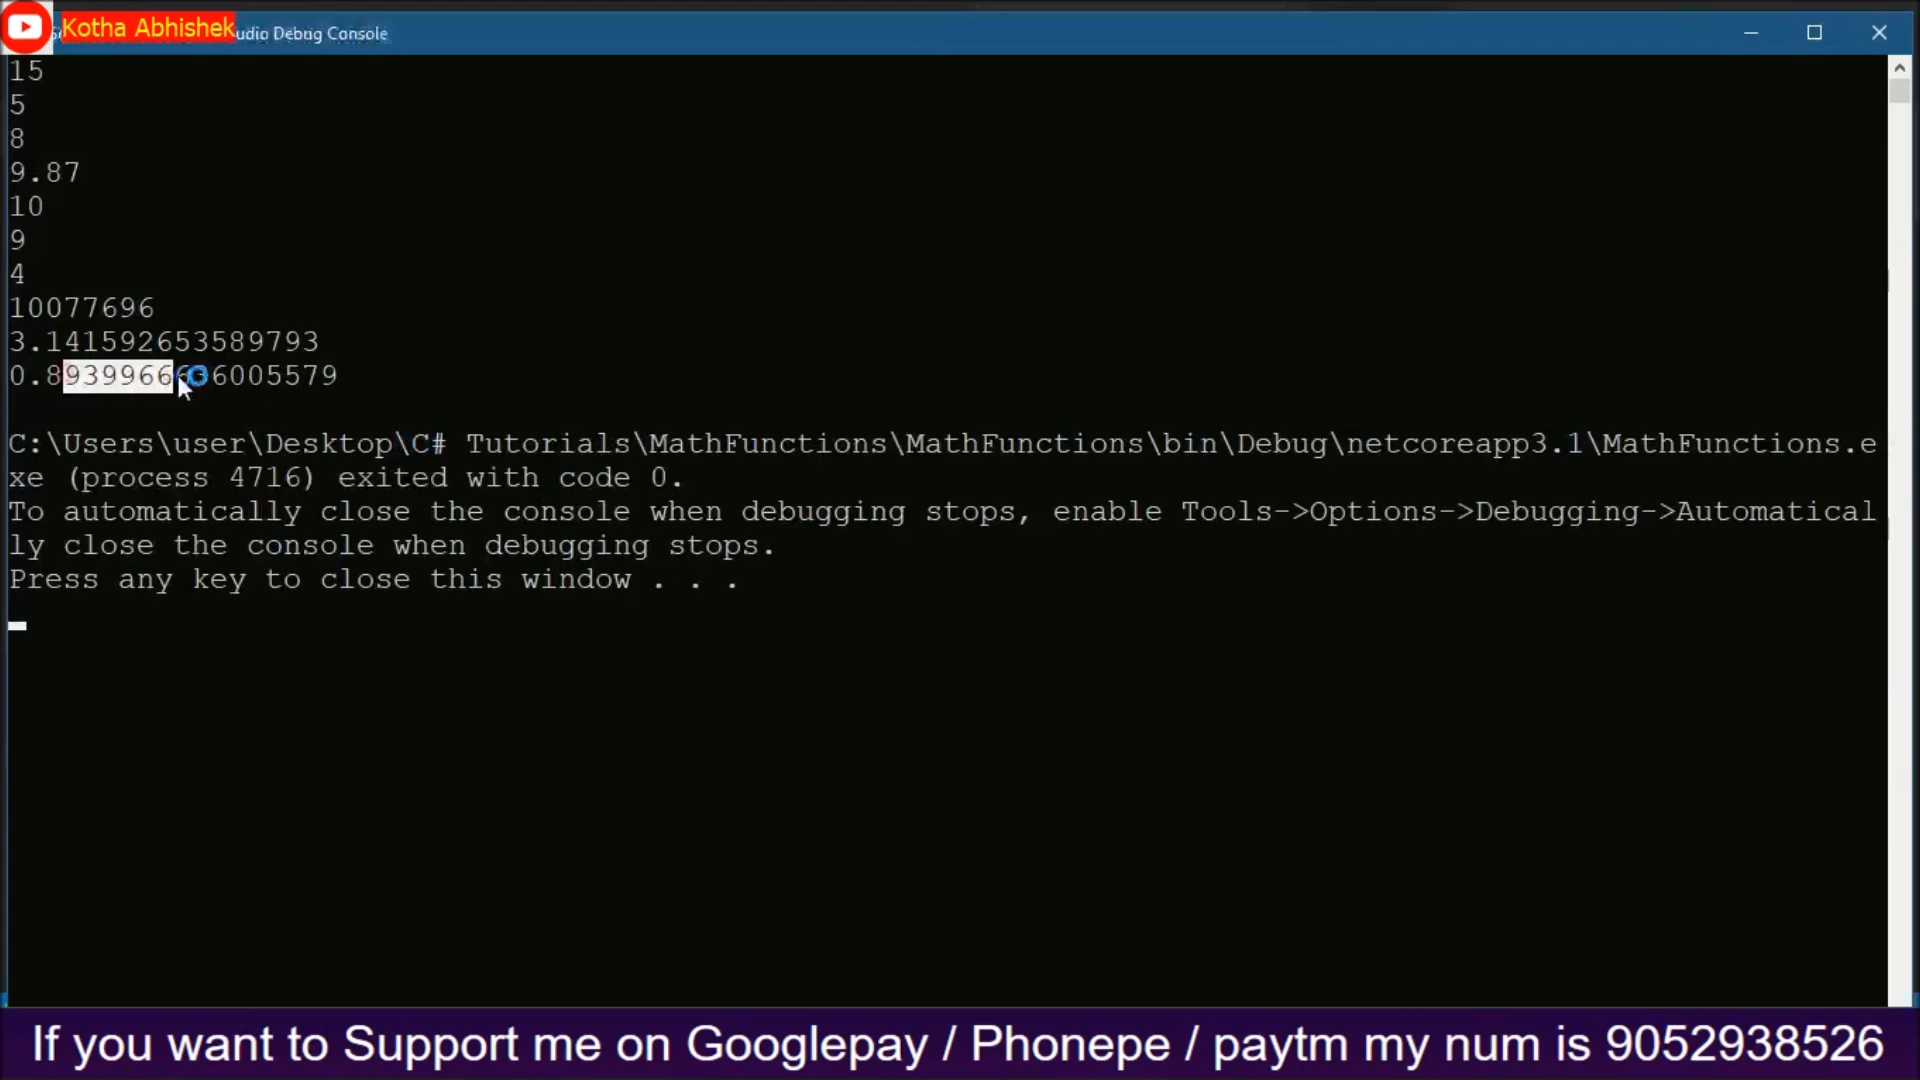 Kotha Abhishek
udio Debug Console
15
5
8
9.87
10
9
4
10077696
3.141592653589793
0.8939966636005579
C:\Users\user\Desktop\C# Tutorials\MathFunctions\MathFunctions\bin\Debug\netcoreapp3.1\MathFunctions.e
xe (process 4716) exited with code 0.
To automatically close the console when debugging stops, enable Tools->Options->Debugging->Automatical
ly close the console when debugging stops.
Press any key to close this window . . .
If you want to Support me on Googlepay / Phonepe / paytm my num is 9052938526